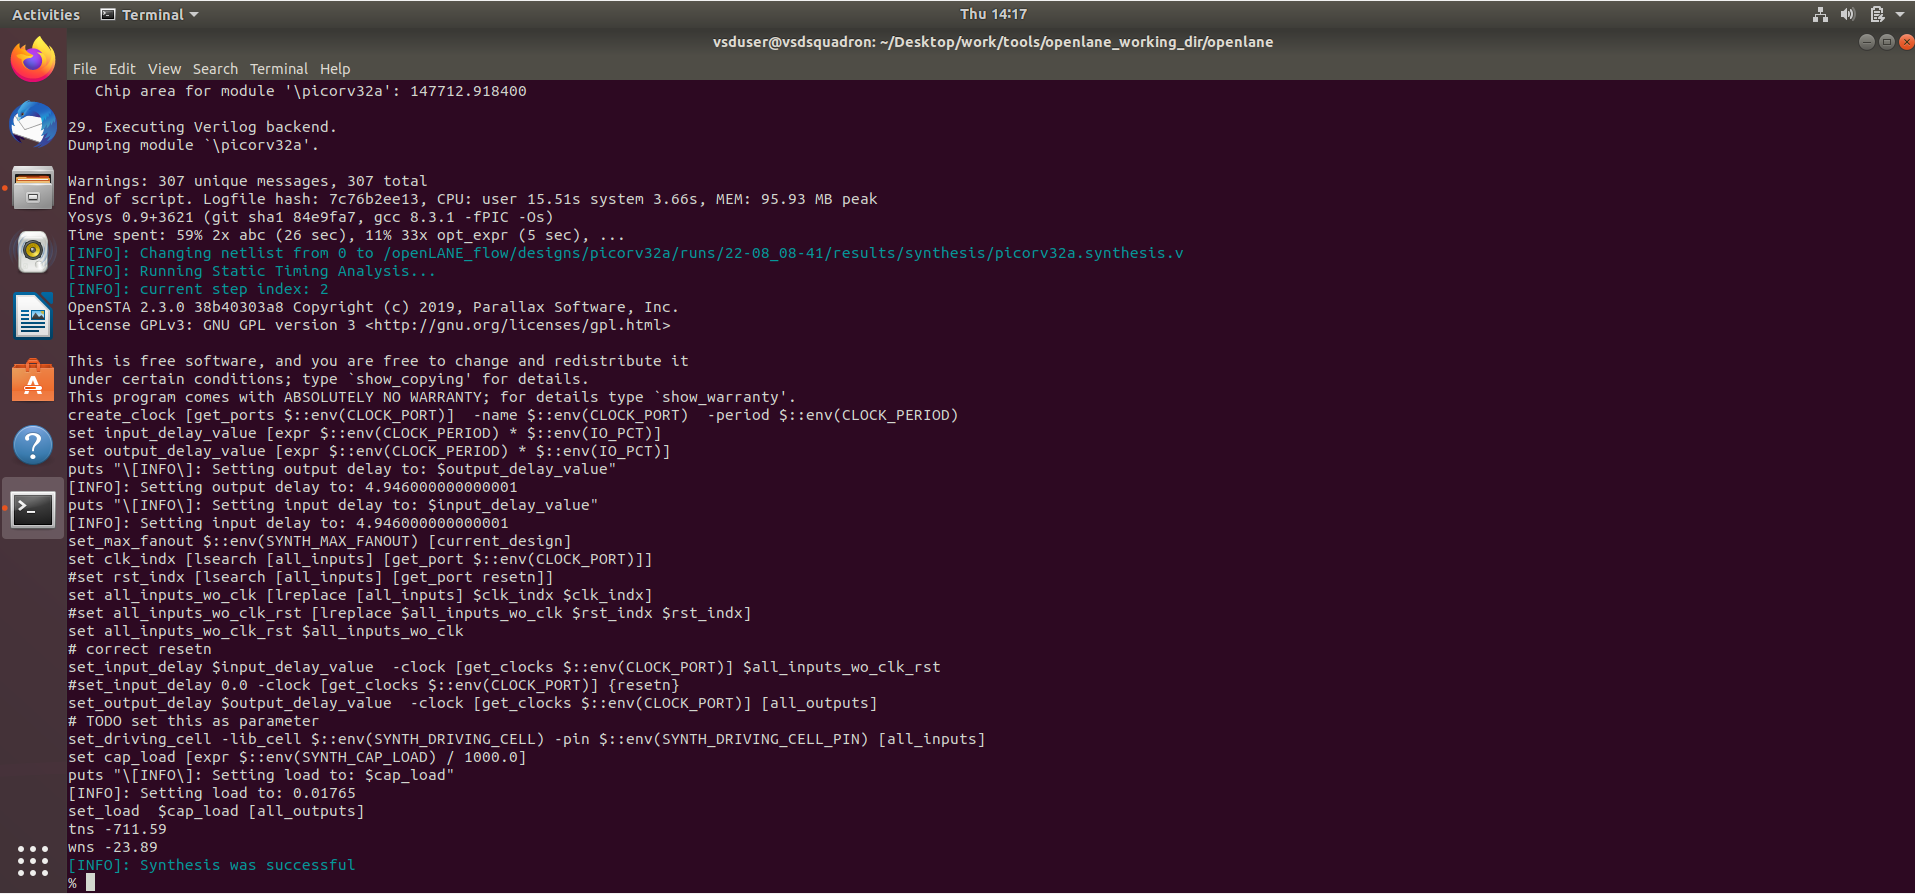 Activities Terminal Thu 14:17
vsduser@vsdsquadron: ~/Desktop/work/tools/openlane_working_dir/openlane
File Edit View Search Terminal Help
Chip area for module '\picorv32a': 147712.918400
29. Executing Verilog backend.
Dumping module `\picorv32a'.
Warnings: 307 unique messages, 307 total
End of script. Logfile hash: 7c76b2ee13, CPU: user 15.51s system 3.66s, MEM: 95.93 MB peak
Yosys 0.9+3621 (git sha1 84e9fa7, gcc 8.3.1 -fPIC -Os)
Time spent: 59% 2x abc (26 sec), 11% 33x opt_expr (5 sec), ...
[INFO]: Changing netlist from 0 to /openLANE_flow/designs/picorv32a/runs/22-08_08-41/results/synthesis/picorv32a.synthesis.v
[INFO]: Running Static Timing Analysis...
[INFO]: current step index: 2
OpenSTA 2.3.0 38b40303a8 Copyright (c) 2019, Parallax Software, Inc.
License GPLv3: GNU GPL version 3 <http://gnu.org/licenses/gpl.html>
This is free software, and you are free to change and redistribute it
under certain conditions; type `show_copying' for details.
This program comes with ABSOLUTELY NO WARRANTY; for details type `show_warranty'.
create_clock [get_ports $::env(CLOCK_PORT)]  -name $::env(CLOCK_PORT)  -period $::env(CLOCK_PERIOD)
set input_delay_value [expr $::env(CLOCK_PERIOD) * $::env(IO_PCT)]
set output_delay_value [expr $::env(CLOCK_PERIOD) * $::env(IO_PCT)]
puts "\[INFO\]: Setting output delay to: $output_delay_value"
[INFO]: Setting output delay to: 4.946000000000001
puts "\[INFO\]: Setting input delay to: $input_delay_value"
[INFO]: Setting input delay to: 4.946000000000001
set_max_fanout $::env(SYNTH_MAX_FANOUT) [current_design]
set clk_indx [lsearch [all_inputs] [get_port $::env(CLOCK_PORT)]]
#set rst_indx [lsearch [all_inputs] [get_port resetn]]
set all_inputs_wo_clk [lreplace [all_inputs] $clk_indx $clk_indx]
#set all_inputs_wo_clk_rst [lreplace $all_inputs_wo_clk $rst_indx $rst_indx]
set all_inputs_wo_clk_rst $all_inputs_wo_clk
# correct resetn
set_input_delay $input_delay_value  -clock [get_clocks $::env(CLOCK_PORT)] $all_inputs_wo_clk_rst
#set_input_delay 0.0 -clock [get_clocks $::env(CLOCK_PORT)] {resetn}
set_output_delay $output_delay_value  -clock [get_clocks $::env(CLOCK_PORT)] [all_outputs]
# TODO set this as parameter
set_driving_cell -lib_cell $::env(SYNTH_DRIVING_CELL) -pin $::env(SYNTH_DRIVING_CELL_PIN) [all_inputs]
set cap_load [expr $::env(SYNTH_CAP_LOAD) / 1000.0]
puts "\[INFO\]: Setting load to: $cap_load"
[INFO]: Setting load to: 0.01765
set_load  $cap_load [all_outputs]
tns -711.59
wns -23.89
[INFO]: Synthesis was successful
%